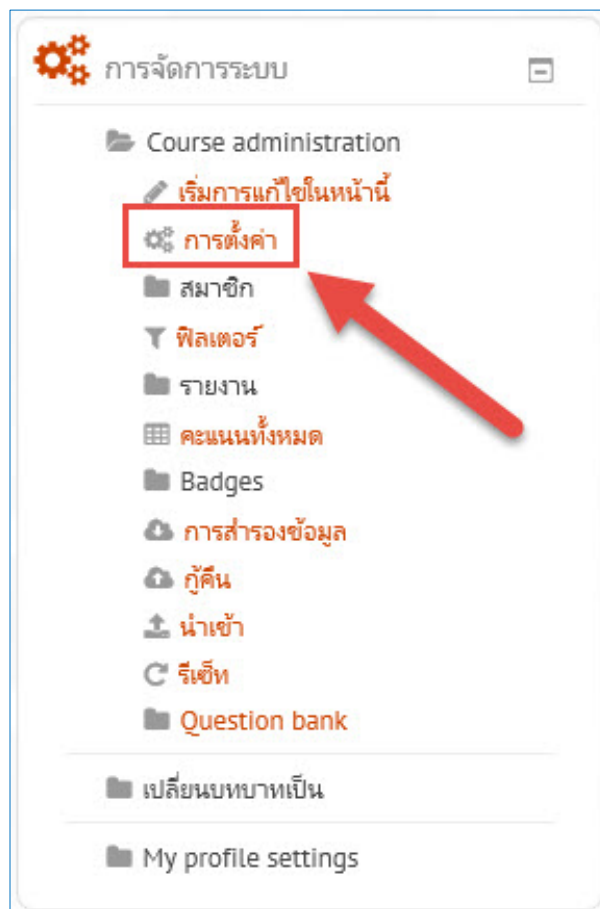 การจัดการระบบ
Course administration
เริ่มการแก้ไขในหน้านี้
การตั้งค่า
สมาชิก
ฟิลเตอร์
รายงาน
คะแนนทั้งหมด
Badges
การสำรองข้อมูล
กู้คืน
นำเข้า
รีเซ็ท
Question bank
เปลี่ยนบทบาทเป็น
My profile settings